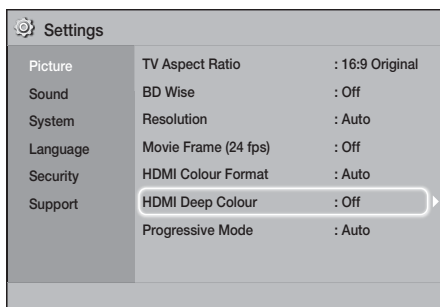 Settings
Picture
Sound
System
Language
Security
Support
TV Aspect Ratio : 16:9 Original
BD Wise : Off
Resolution : Auto
Movie Frame (24 fps) : Off
HDMI Colour Format : Auto
HDMI Deep Colour : Off
Progressive Mode : Auto